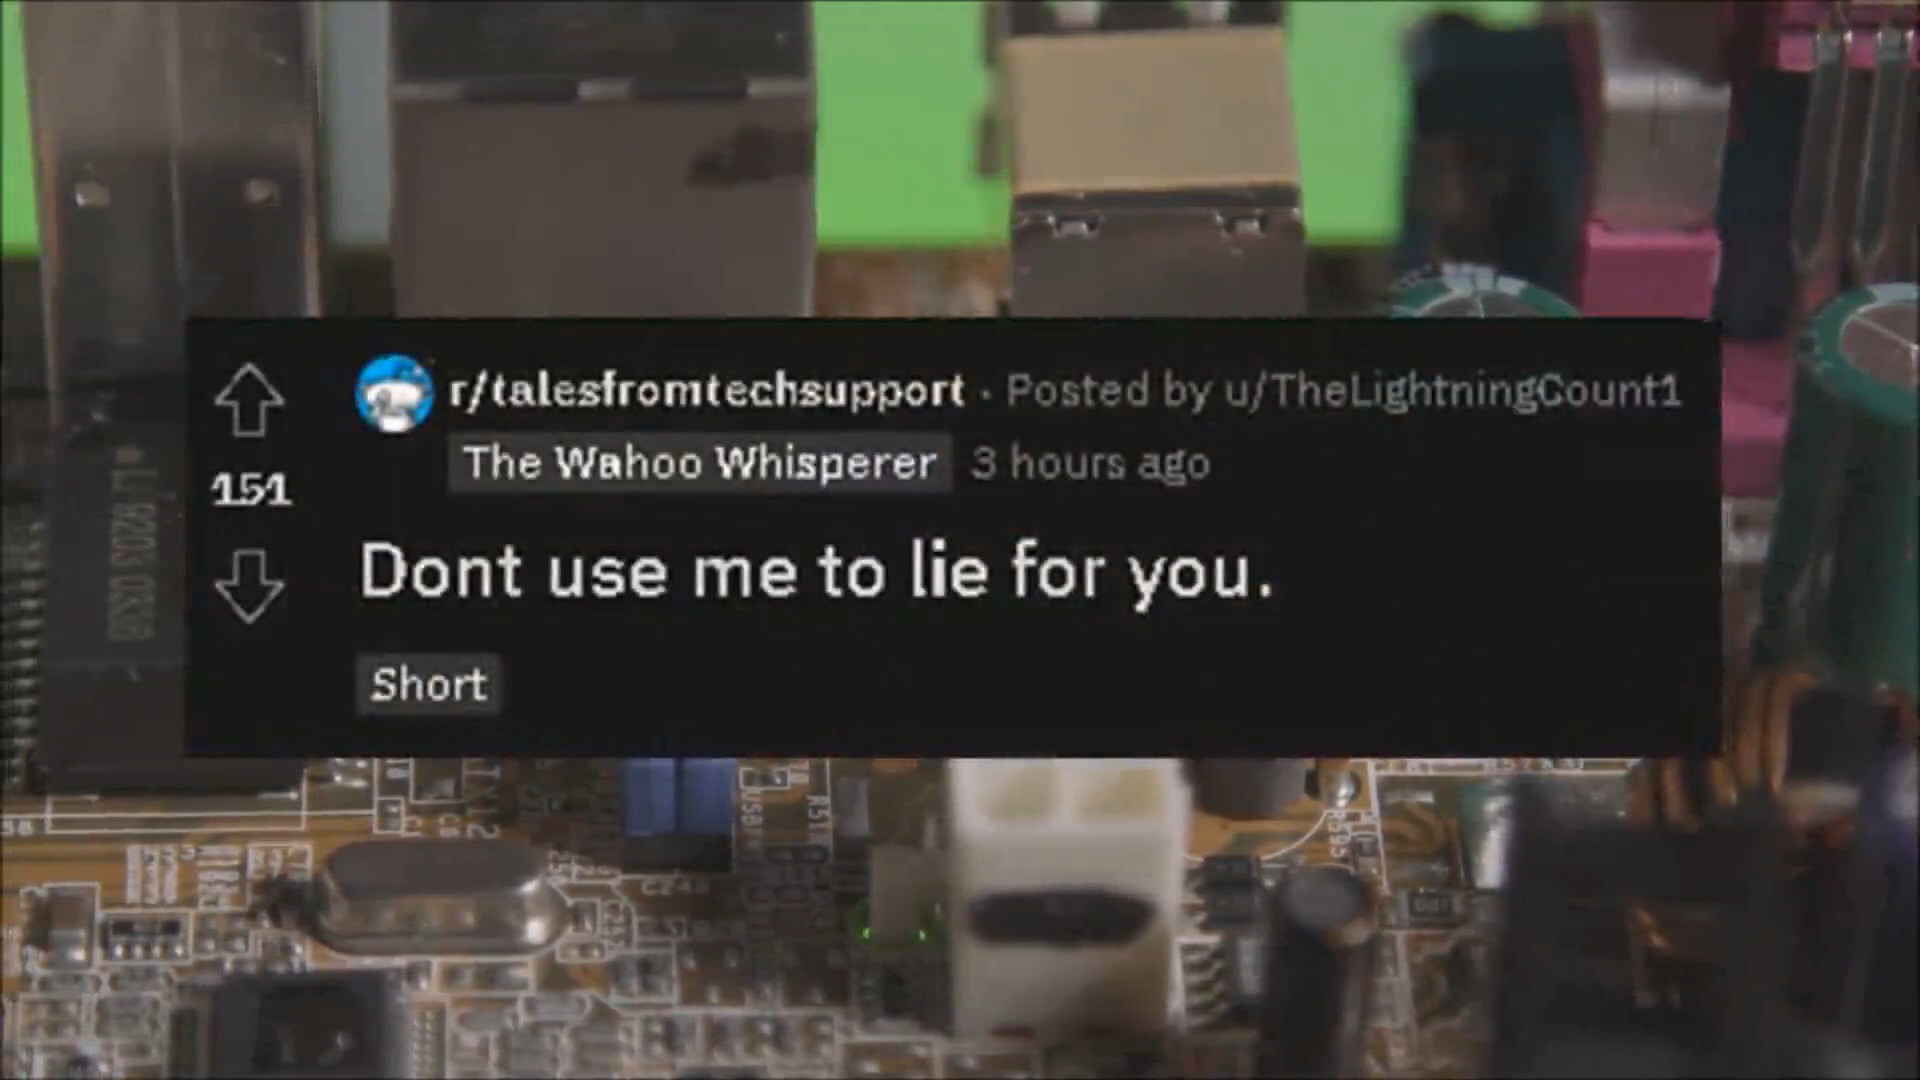 r/talesfromtechsupport · Posted by u/TheLightningCount1
The Wahoo Whisperer 3 hours ago
151
Dont use me to lie for you.
Short